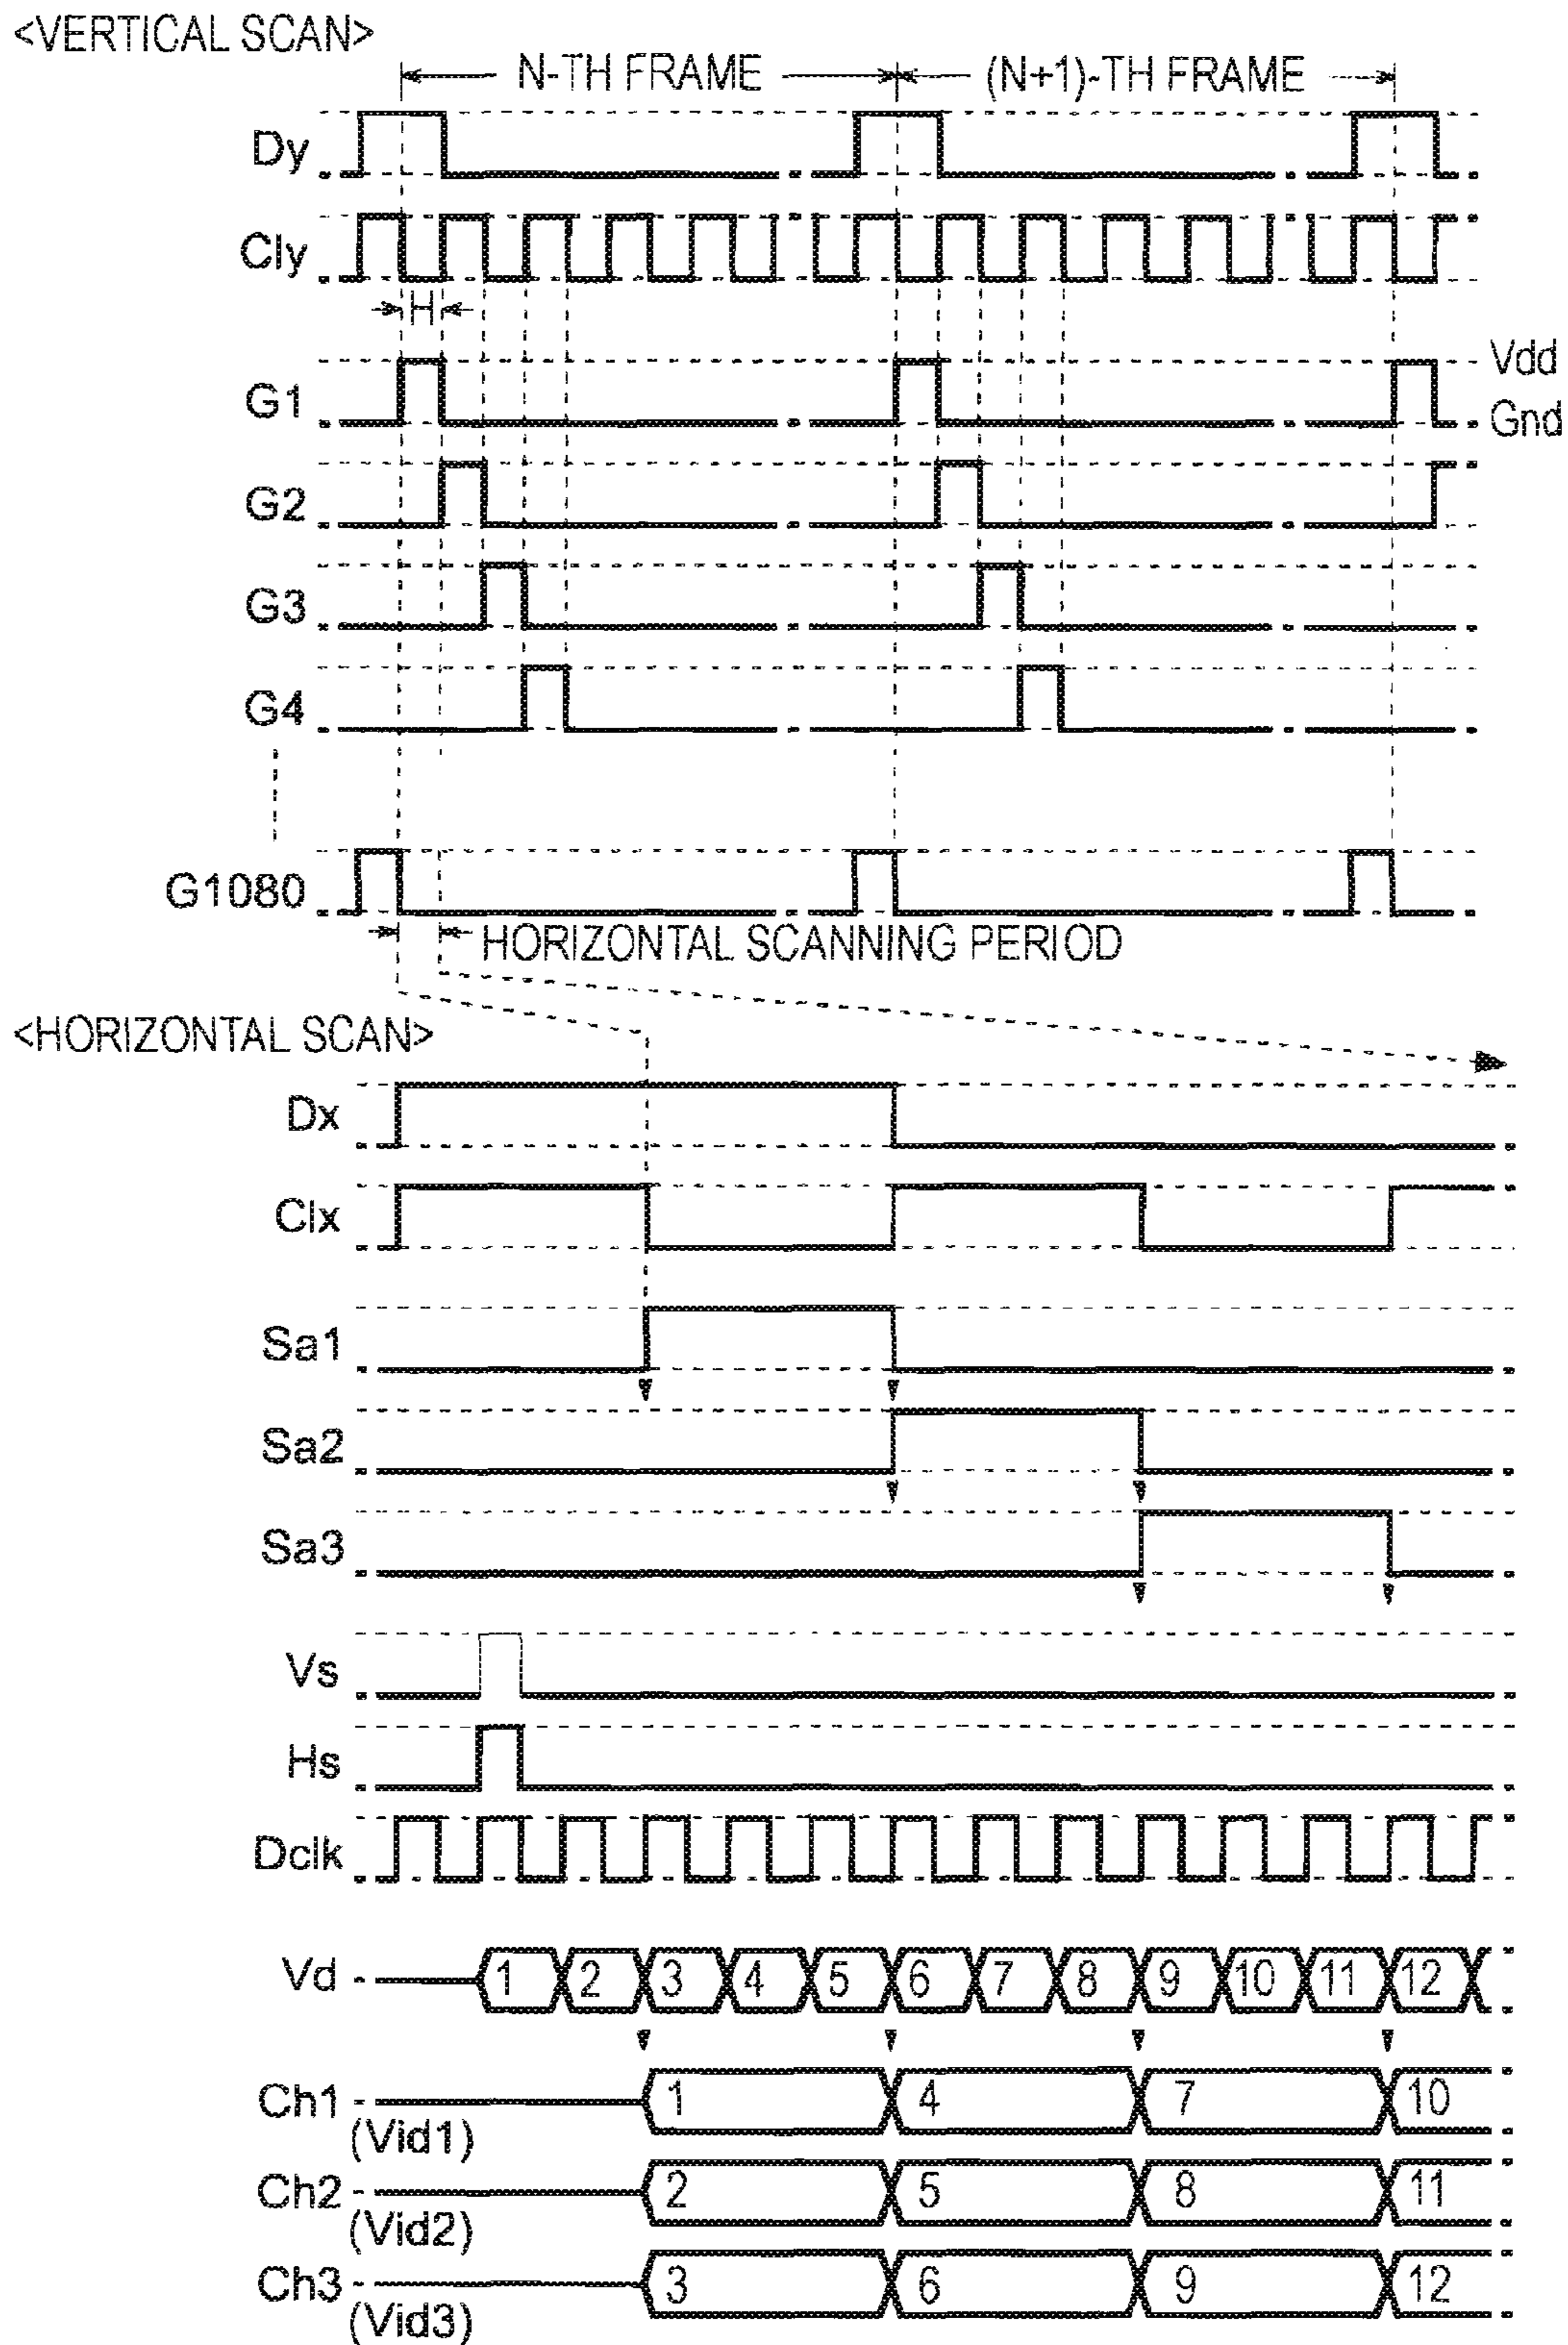 <VERTICAL SCAN>
N-TH FRAME (N+1)-TH FRAME
Dy
Cly
H
G1 Vdd
Gnd
G2
G3
G4
G1080
HORIZONTAL SCANNING PERIOD
<HORIZONTAL SCAN>
Dx
Clx
Sa1
Sa2
Sa3
Vs
Hs
Dclk
Vd 1 2 3 4 5 6 7 8 9 10 11 12
Ch1 1 4 7 10
(Vid1)
Ch2 2 5 8 11
(Vid2)
Ch3 3 6 9 12
(Vid3)